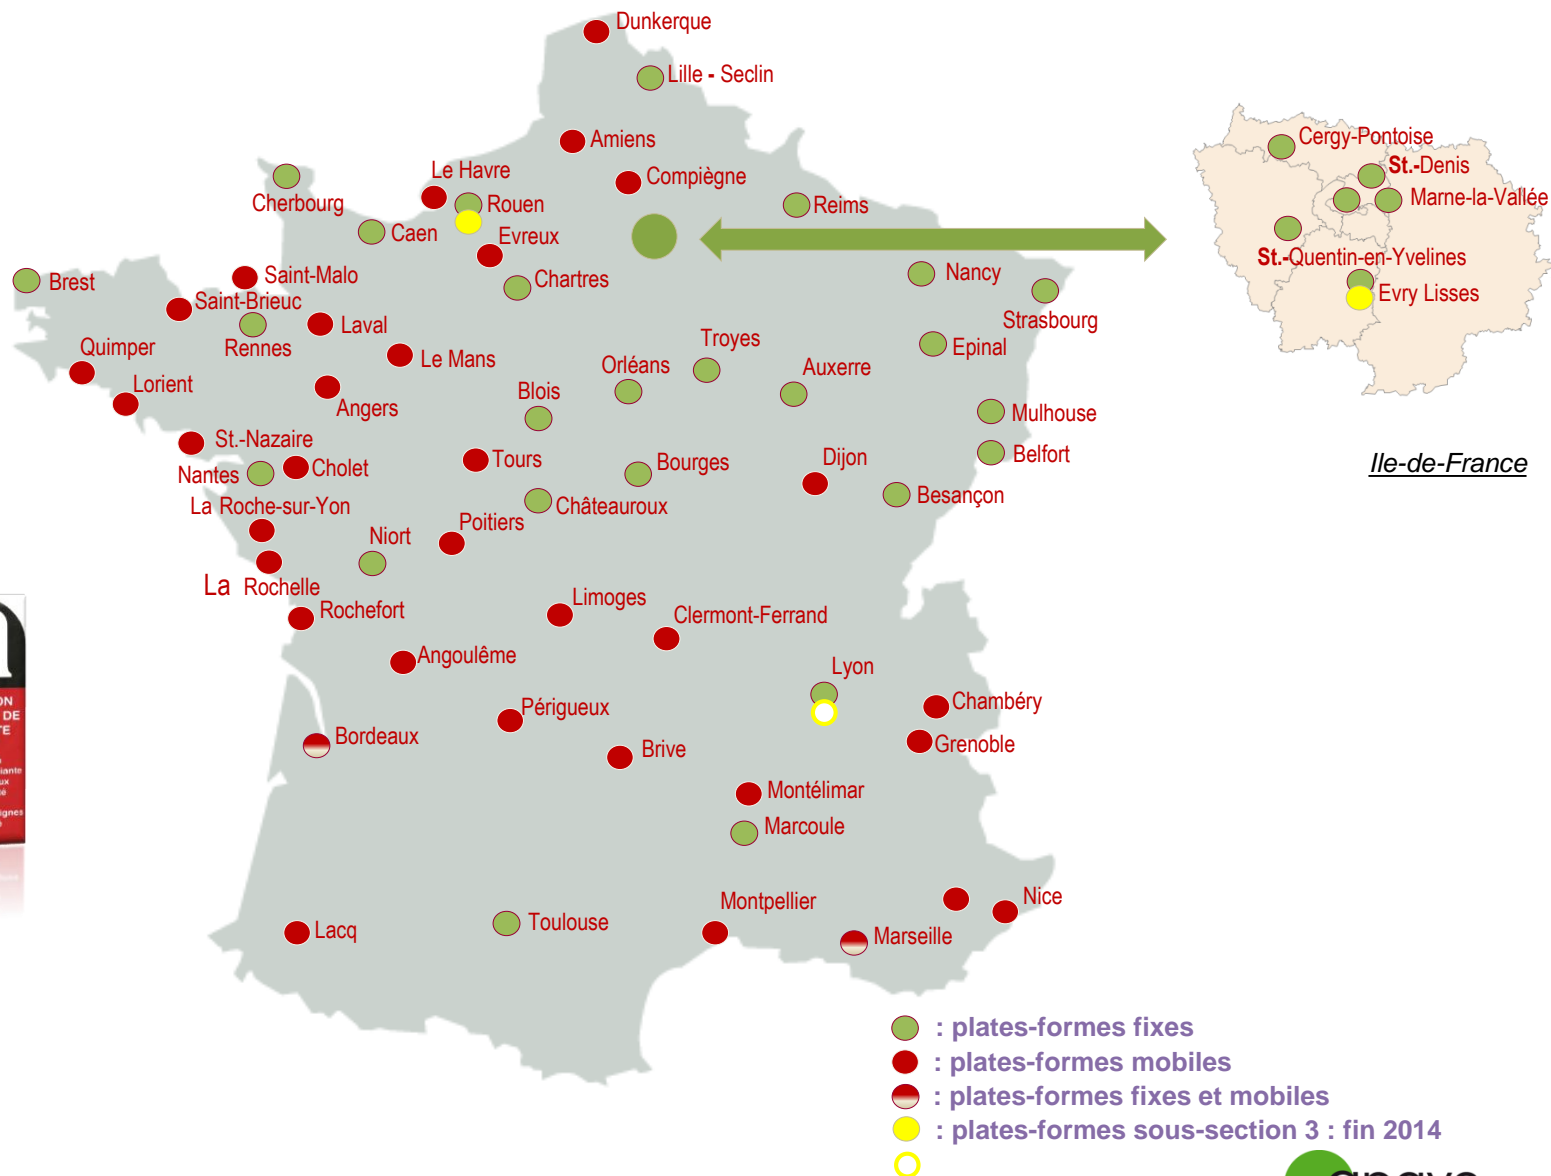 Dunkerque
Lille - Seclin
Amiens
Le Havre
Compiègne
Cherbourg
Rouen
Reims
Caen
Evreux
Brest
Saint-Malo
Chartres
Nancy
Saint-Brieuc
Laval
Strasbourg
Rennes
Troyes
Epinal
Quimper
Le Mans
Orléans
Auxerre
Lorient
Blois
Angers
Mulhouse
St.-Nazaire
Cholet
Tours
Bourges
Dijon
Belfort
Nantes
Besançon
La Roche-sur-Yon
Châteauroux
Poitiers
Niort
La Rochelle
Limoges
Rochefort
Clermont-Ferrand
Angoulême
Lyon
Périgueux
Chambéry
Bordeaux
Brive
Grenoble
Montélimar
Marcoule
Montpellier
Nice
Lacq
Toulouse
Marseille
Cergy-Pontoise
St.-Denis
Marne-la-Vallée
St.-Quentin-en-Yvelines
Evry Lisses
Ile-de-France
: plates-formes fixes
: plates-formes mobiles
: plates-formes fixes et mobiles
: plates-formes sous-section 3 : fin 2014